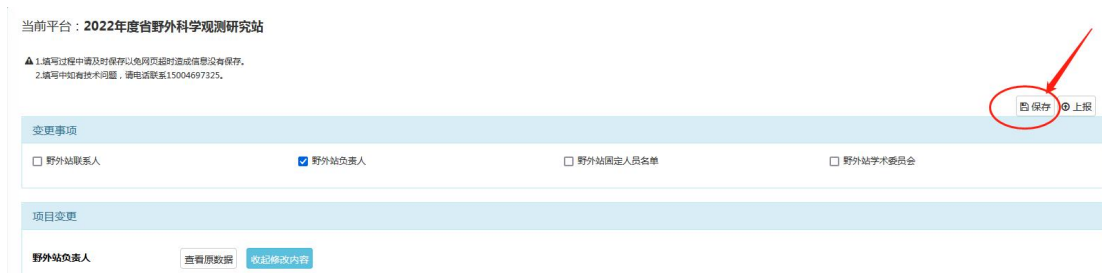 当前平台：2022年度省野外科学观测研究站
1.填写过程中请及时保存以免网页超时造成信息没有保存。
2.填写中如有技术问题，请电话联系15004697325。
保存 上报
变更事项
野外站联系人 野外站负责人 野外站固定人员名单 野外站学术委员会
项目变更
野外站负责人 查看原数据 收起修改内容